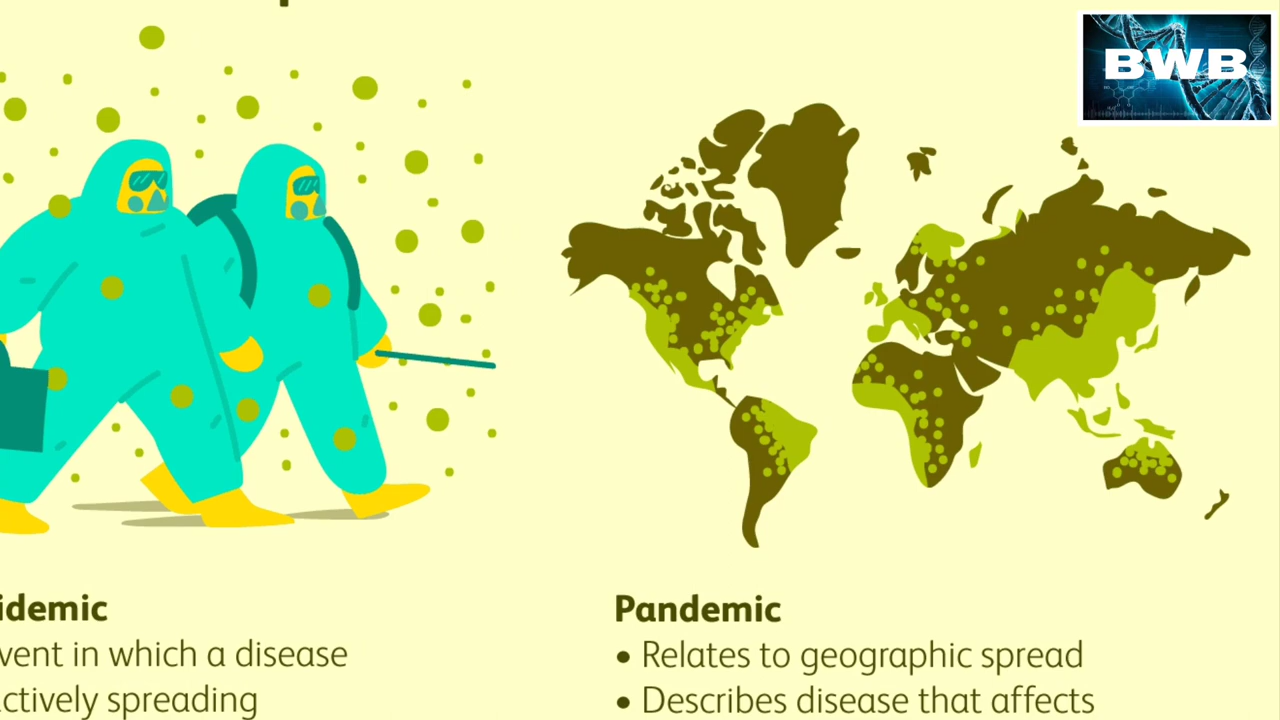 BWB
idemic
vent in which a disease
ctively spreading
Pandemic
• Relates to geographic spread
• Describes disease that affects